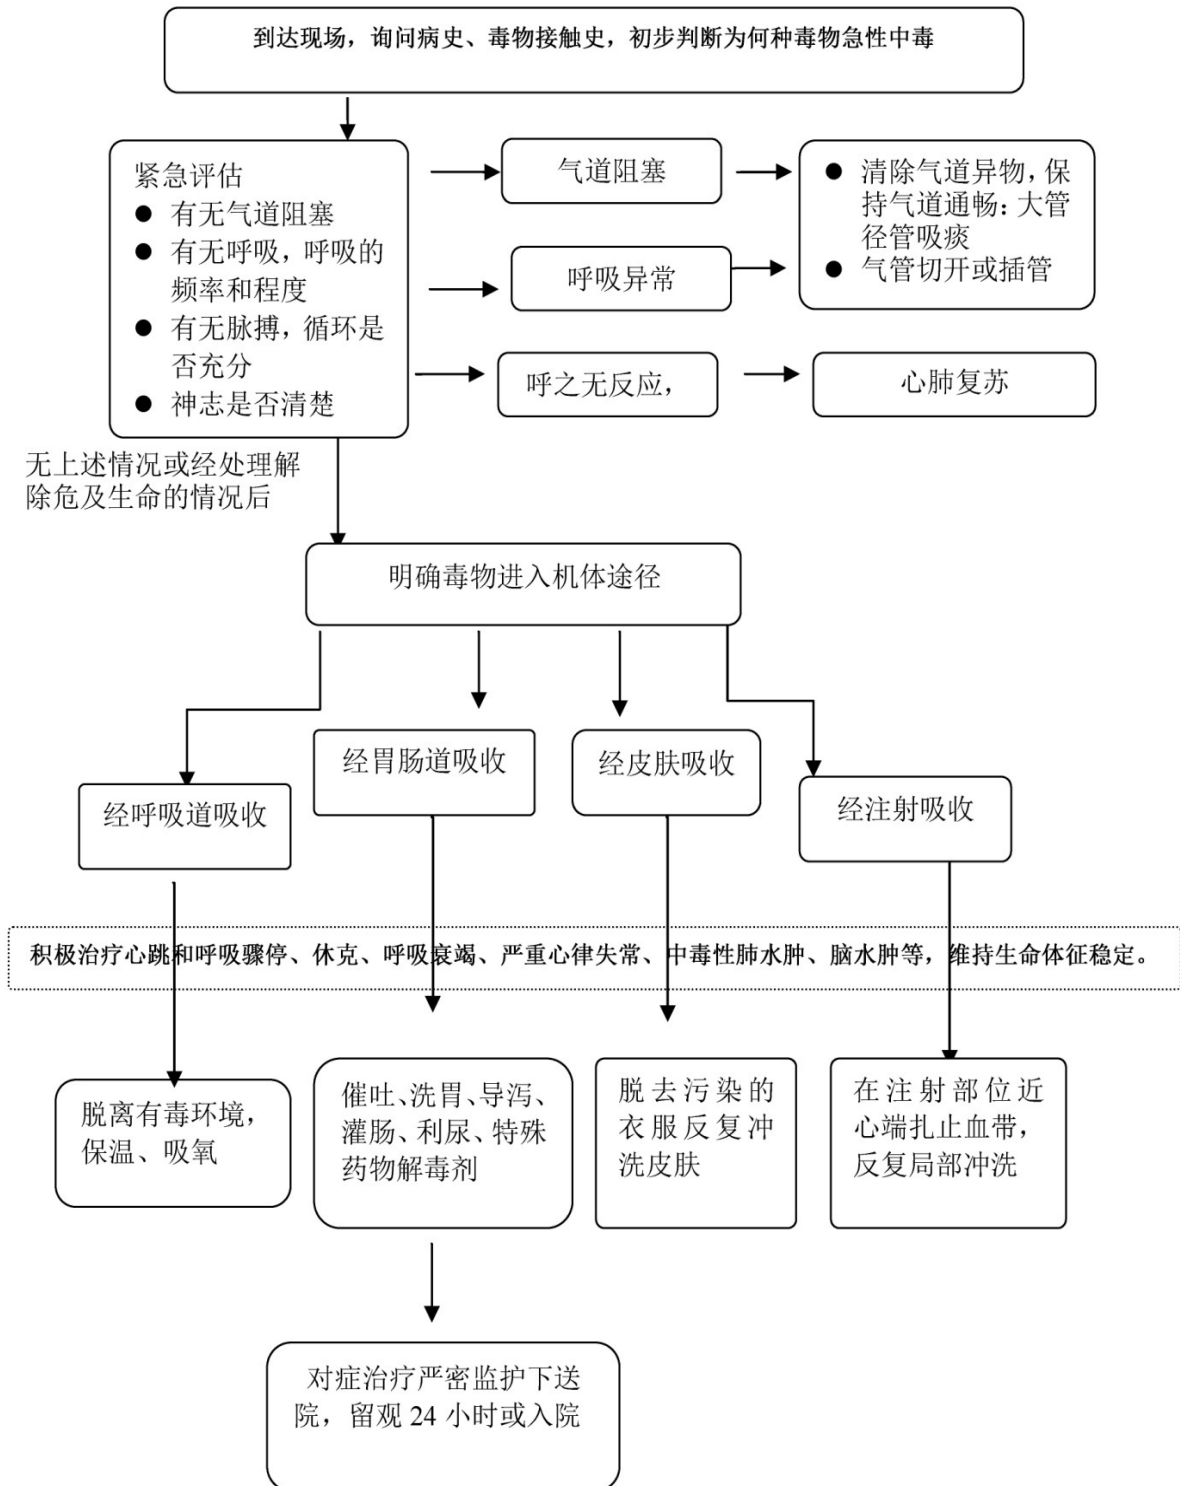 到达现场，询问病史、毒物接触史，初步判断为何种毒物急性中毒
紧急评估
● 有无气道阻塞
● 有无呼吸，呼吸的
频率和程度
● 有无脉搏，循环是
否充分
● 神志是否清楚
气道阻塞
● 清除气道异物，保
持气道通畅：大管
径管吸痰
● 气管切开或插管
呼吸异常
呼之无反应，
心肺复苏
无上述情况或经处理解
除危及生命的情况后
明确毒物进入机体途径
经呼吸道吸收
经胃肠道吸收
经皮肤吸收
经注射吸收
积极治疗心跳和呼吸骤停、休克、呼吸衰竭、严重心律失常、中毒性肺水肿、脑水肿等，维持生命体征稳定。
脱离有毒环境，
保温、吸氧
催吐、洗胃、导泻、
灌肠、利尿、特殊
药物解毒剂
脱去污染的
衣服反复冲
洗皮肤
在注射部位近
心端扎止血带，
反复局部冲洗
对症治疗严密监护下送
院，留观 24 小时或入院